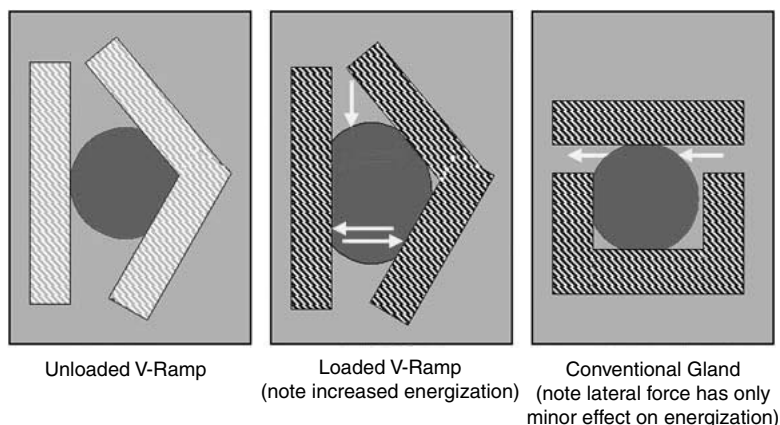 Unloaded V-Ramp
Loaded V-Ramp
(note increased energization)
Conventional Gland
(note lateral force has only
minor effect on energization)